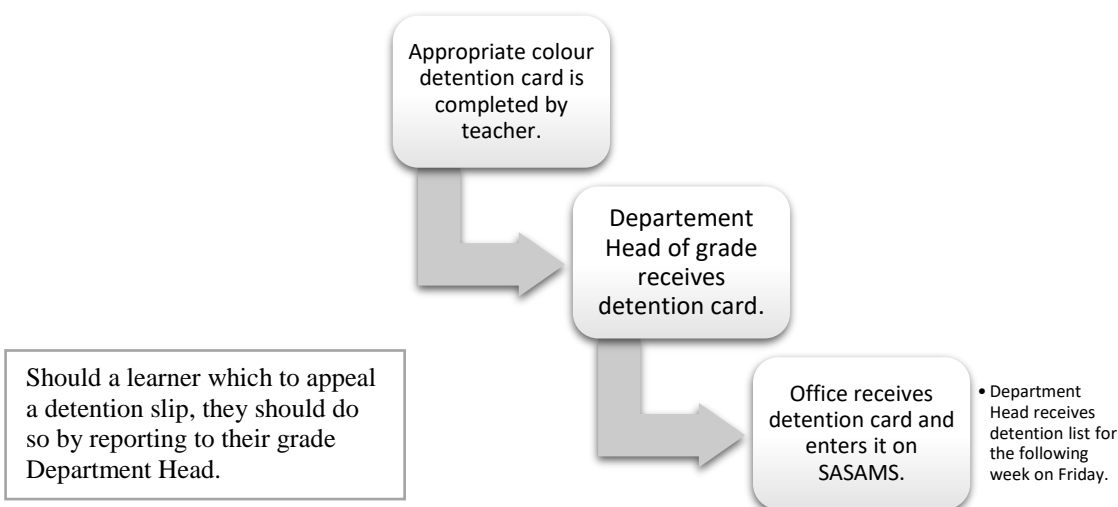 Appropriate colour
detention card is
completed by
teacher.
Departement
Head of grade
receives
detention card.
Should a learner which to appeal
a detention slip, they should do
so by reporting to their grade
Department Head.
Office receives
detention card and
enters it on
SASAMS.
• Department
Head receives
detention list for
the following
week on Friday.